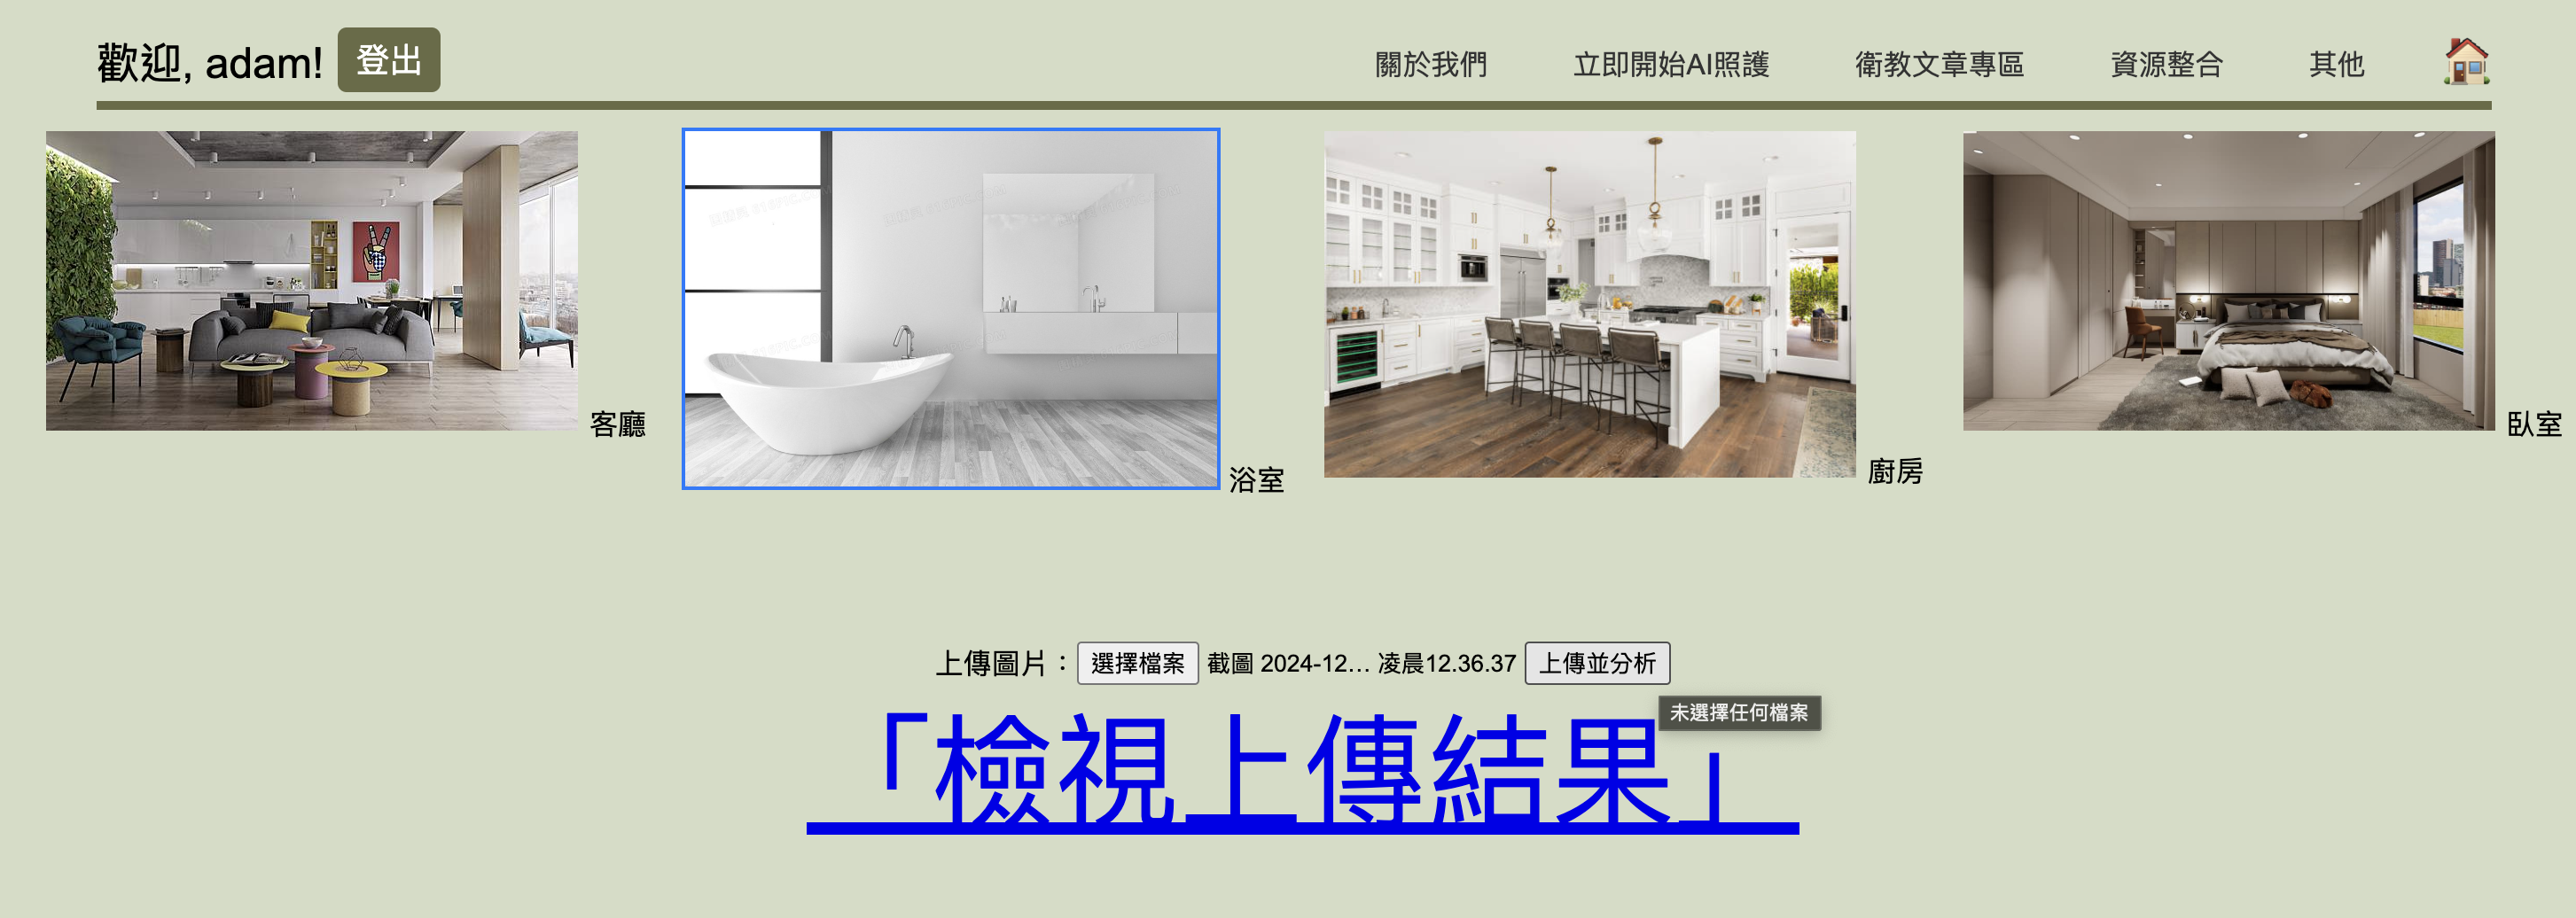 歡迎, adam! 登出
關於我們 立即開始AI照護 衛教文章專區 資源整合 其他
客廳
浴室
廚房
臥室
上傳圖片： 選擇檔案 截圖 2024-12… 凌晨12.36.37 上傳並分析
未選擇任何檔案
「檢視上傳結果」